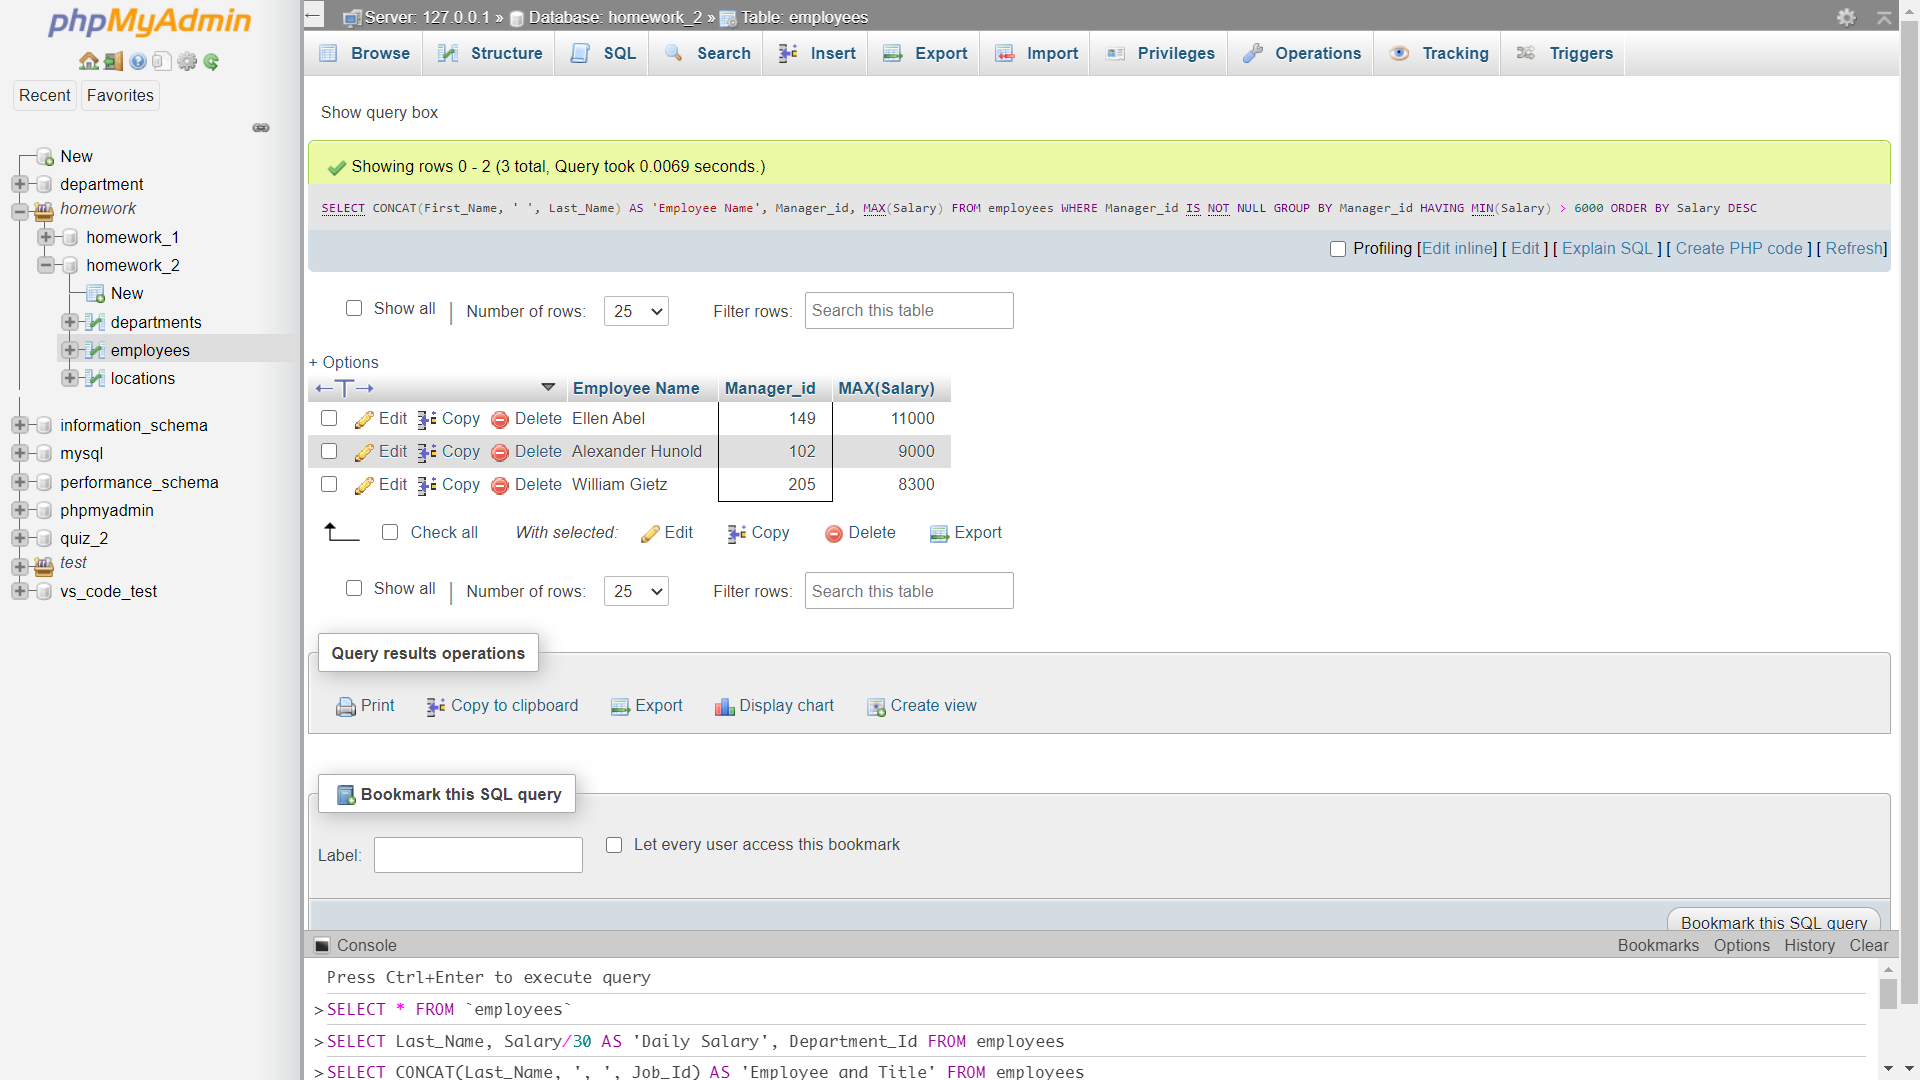 phpMyAdmin
Recent Favorites
New
department
homework
homework_1
homework_2
New
departments
employees
locations
information_schema
mysql
performance_schema
phpmyadmin
quiz_2
test
vs_code_test
Server: 127.0.0.1 » Database: homework_2 » Table: employees
Browse Structure SQL Search Insert Export Import Privileges Operations Tracking Triggers
Show query box
Showing rows 0 - 2 (3 total, Query took 0.0069 seconds.)
SELECT CONCAT(First_Name, ' ', Last_Name) AS 'Employee Name', Manager_id, MAX(Salary) FROM employees WHERE Manager_id IS NOT NULL GROUP BY Manager_id HAVING MIN(Salary) > 6000 ORDER BY Salary DESC
Profiling [Edit inline] [ Edit ] [ Explain SQL ] [ Create PHP code ] [ Refresh]
Show all | Number of rows: 25 Filter rows: Search this table
+ Options
←T→ Employee Name Manager_id MAX(Salary)
Edit Copy Delete Ellen Abel 149 11000
Edit Copy Delete Alexander Hunold 102 9000
Edit Copy Delete William Gietz 205 8300
Check all With selected: Edit Copy Delete Export
Show all | Number of rows: 25 Filter rows: Search this table
Query results operations
Print Copy to clipboard Export Display chart Create view
Bookmark this SQL query
Label: Let every user access this bookmark
Bookmark this SQL query
Console Bookmarks Options History Clear
Press Ctrl+Enter to execute query
>SELECT * FROM `employees`
>SELECT Last_Name, Salary/30 AS 'Daily Salary', Department_Id FROM employees
>SELECT CONCAT(Last_Name, ', ', Job_Id) AS 'Employee and Title' FROM employees